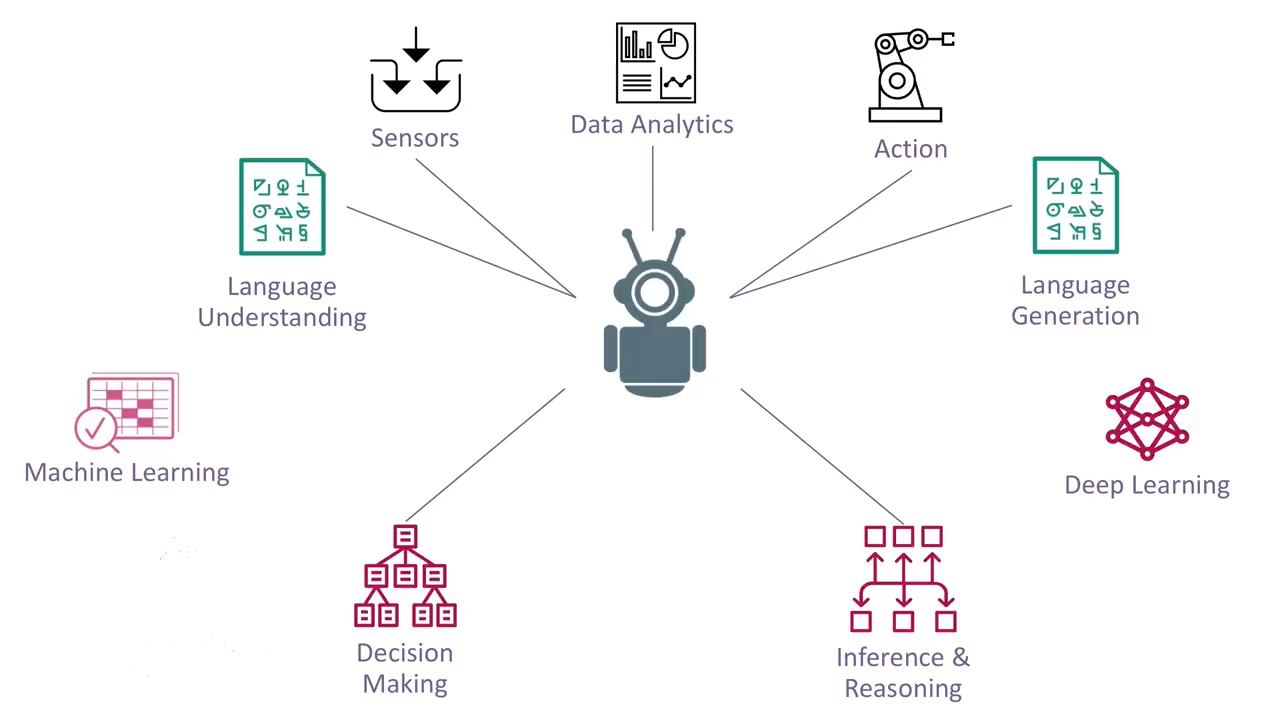 Sensors
Data Analytics
Action
Language
Understanding
Language
Generation
Machine Learning
Deep Learning
Decision
Making
Inference &
Reasoning